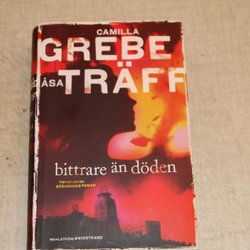 CAMILLA
GREBE
ÅSA TRÄFF
bittrare än döden
PSYKOLOGISK
SPÄNNINGSROMAN
WAHLSTRÖM & WIDSTRAND